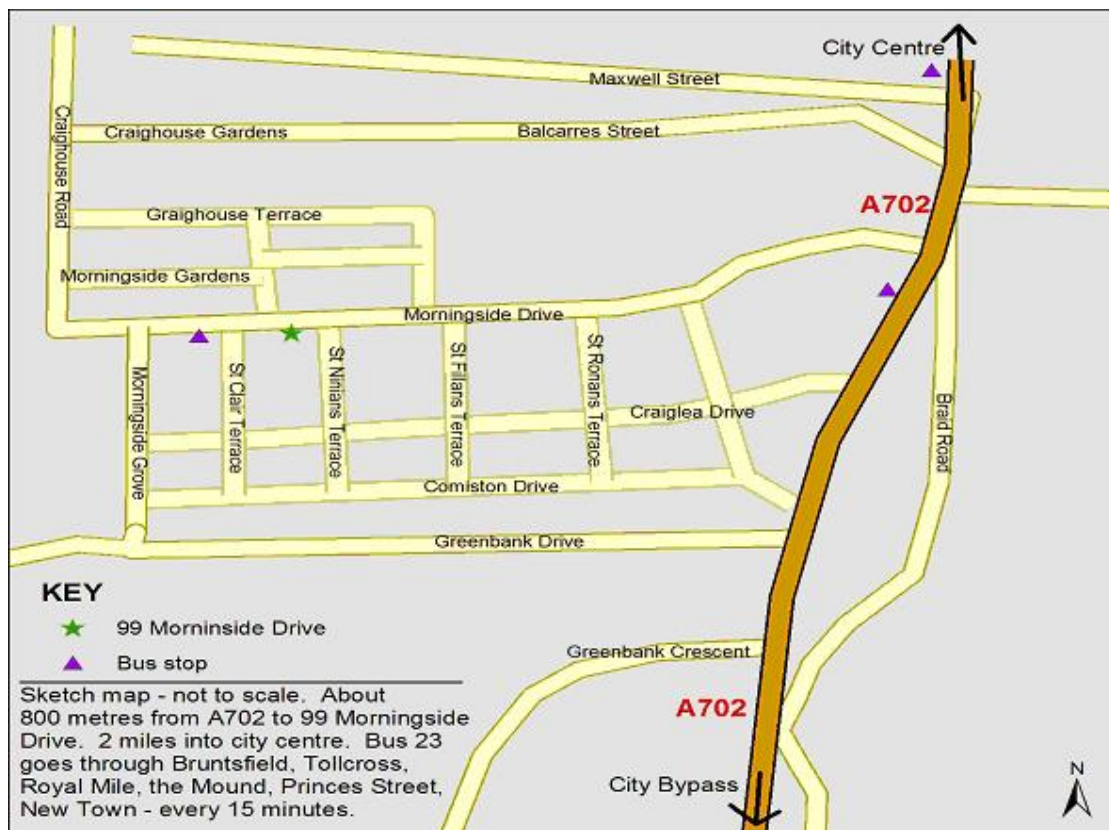 City Centre
Maxwell Street
Craighouse Gardens
Balcarres Street
Craighouse Road
A702
Graighouse Terrace
Morningside Gardens
Morningside Drive
Morningside Grove
St Clair Terrace
St Ninians Terrace
St Fillans Terrace
St Ronans Terrace
Craiglea Drive
Braid Road
Comiston Drive
Greenbank Drive
KEY
99 Morninside Drive
Bus stop
Greenbank Crescent
A702
Sketch map - not to scale. About
800 metres from A702 to 99 Morningside
Drive. 2 miles into city centre. Bus 23
goes through Bruntsfield, Tollcross,
Royal Mile, the Mound, Princes Street,
New Town - every 15 minutes.
City Bypass
N